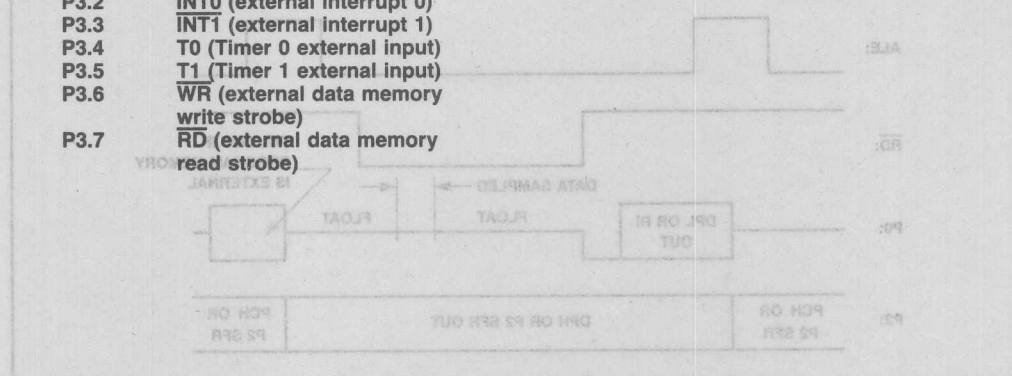 P3.2 INT0 (external interrupt 0)
P3.3 INT1 (external interrupt 1)
P3.4 T0 (Timer 0 external input)
P3.5 T1 (Timer 1 external input)
P3.6 WR (external data memory
write strobe)
P3.7 RD (external data memory
read strobe)
ALE:
RD:
IS EXTERNAL
DATA SAMPLED
FLOAT
FLOAT
DPL OR RI
OUT
P0:
PCH OR
P2 SFR
DPH OR P2 SFR OUT
PCH OR
P2 SFR
P2: